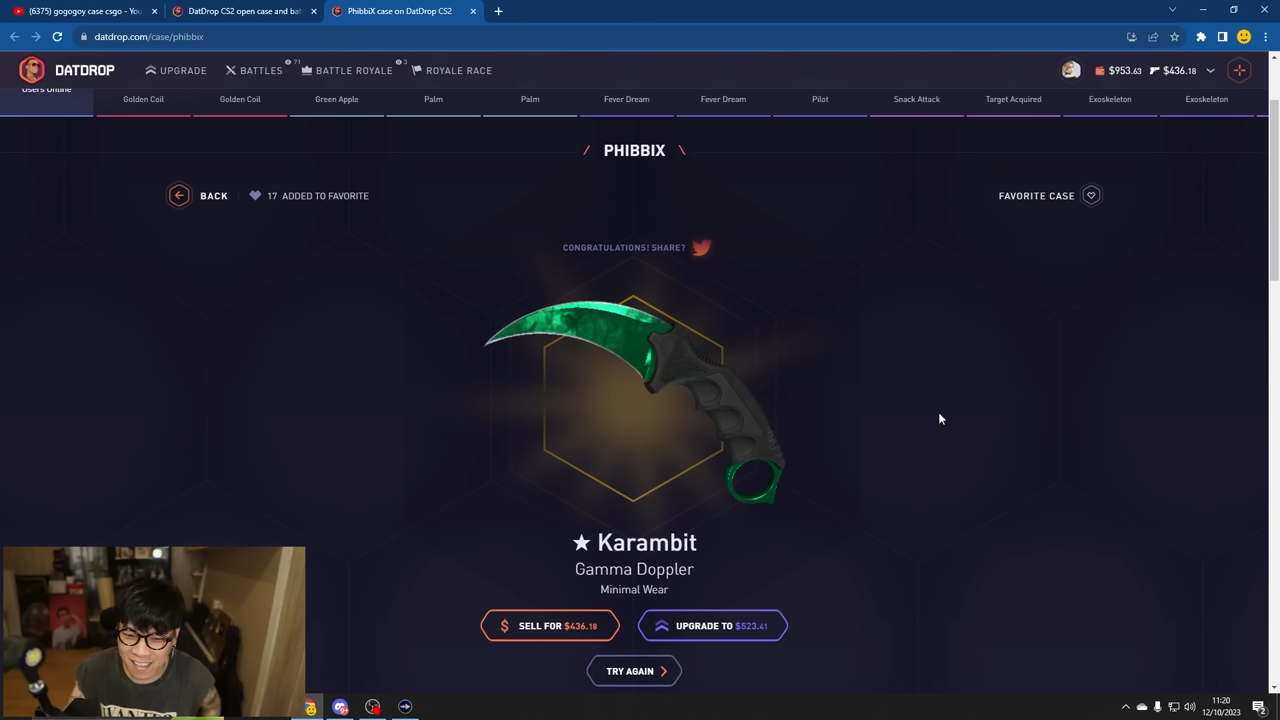 (6375) gogogoy case csgo - You
DatDrop CS2 open case and bat
PhibbiX case on DatDrop CS2
datdrop.com/case/phibbix
DATDROP
UPGRADE
BATTLES
71
BATTLE ROYALE
3
ROYALE RACE
$953.63
$436.18
Users Online
Golden Coil
Golden Coil
Green Apple
Palm
Palm
Fever Dream
Fever Dream
Pilot
Snack Attack
Target Acquired
Exoskeleton
Exoskeleton
/ PHIBBIX \
BACK
17 ADDED TO FAVORITE
FAVORITE CASE
CONGRATULATIONS! SHARE?
★ Karambit
Gamma Doppler
Minimal Wear
$ SELL FOR $436.18
UPGRADE TO $523.41
TRY AGAIN
11:20
12/10/2023
2